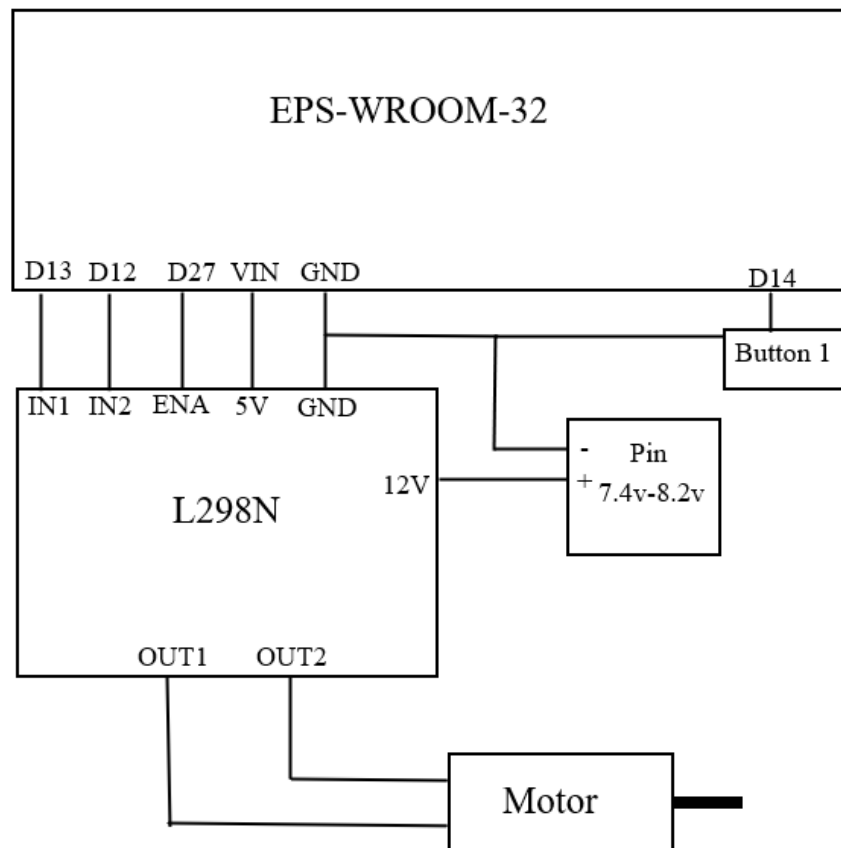 EPS-WROOM-32
D13 D12 D27 VIN GND
D14
Button 1
IN1 IN2 ENA 5V GND
- Pin
+ 7.4v-8.2v
12V
L298N
OUT1 OUT2
Motor